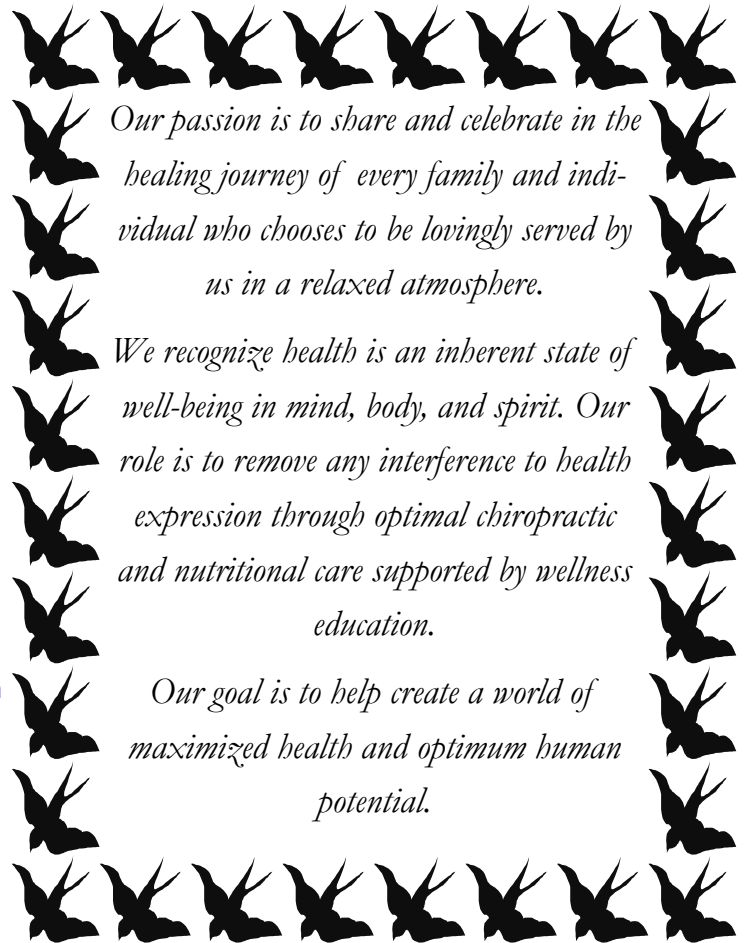 Our passion is to share and celebrate in the
healing journey of every family and indi-
vidual who chooses to be lovingly served by
us in a relaxed atmosphere.
We recognize health is an inherent state of
well-being in mind, body, and spirit. Our
role is to remove any interference to health
expression through optimal chiropractic
and nutritional care supported by wellness
education.
Our goal is to help create a world of
maximized health and optimum human
potential.